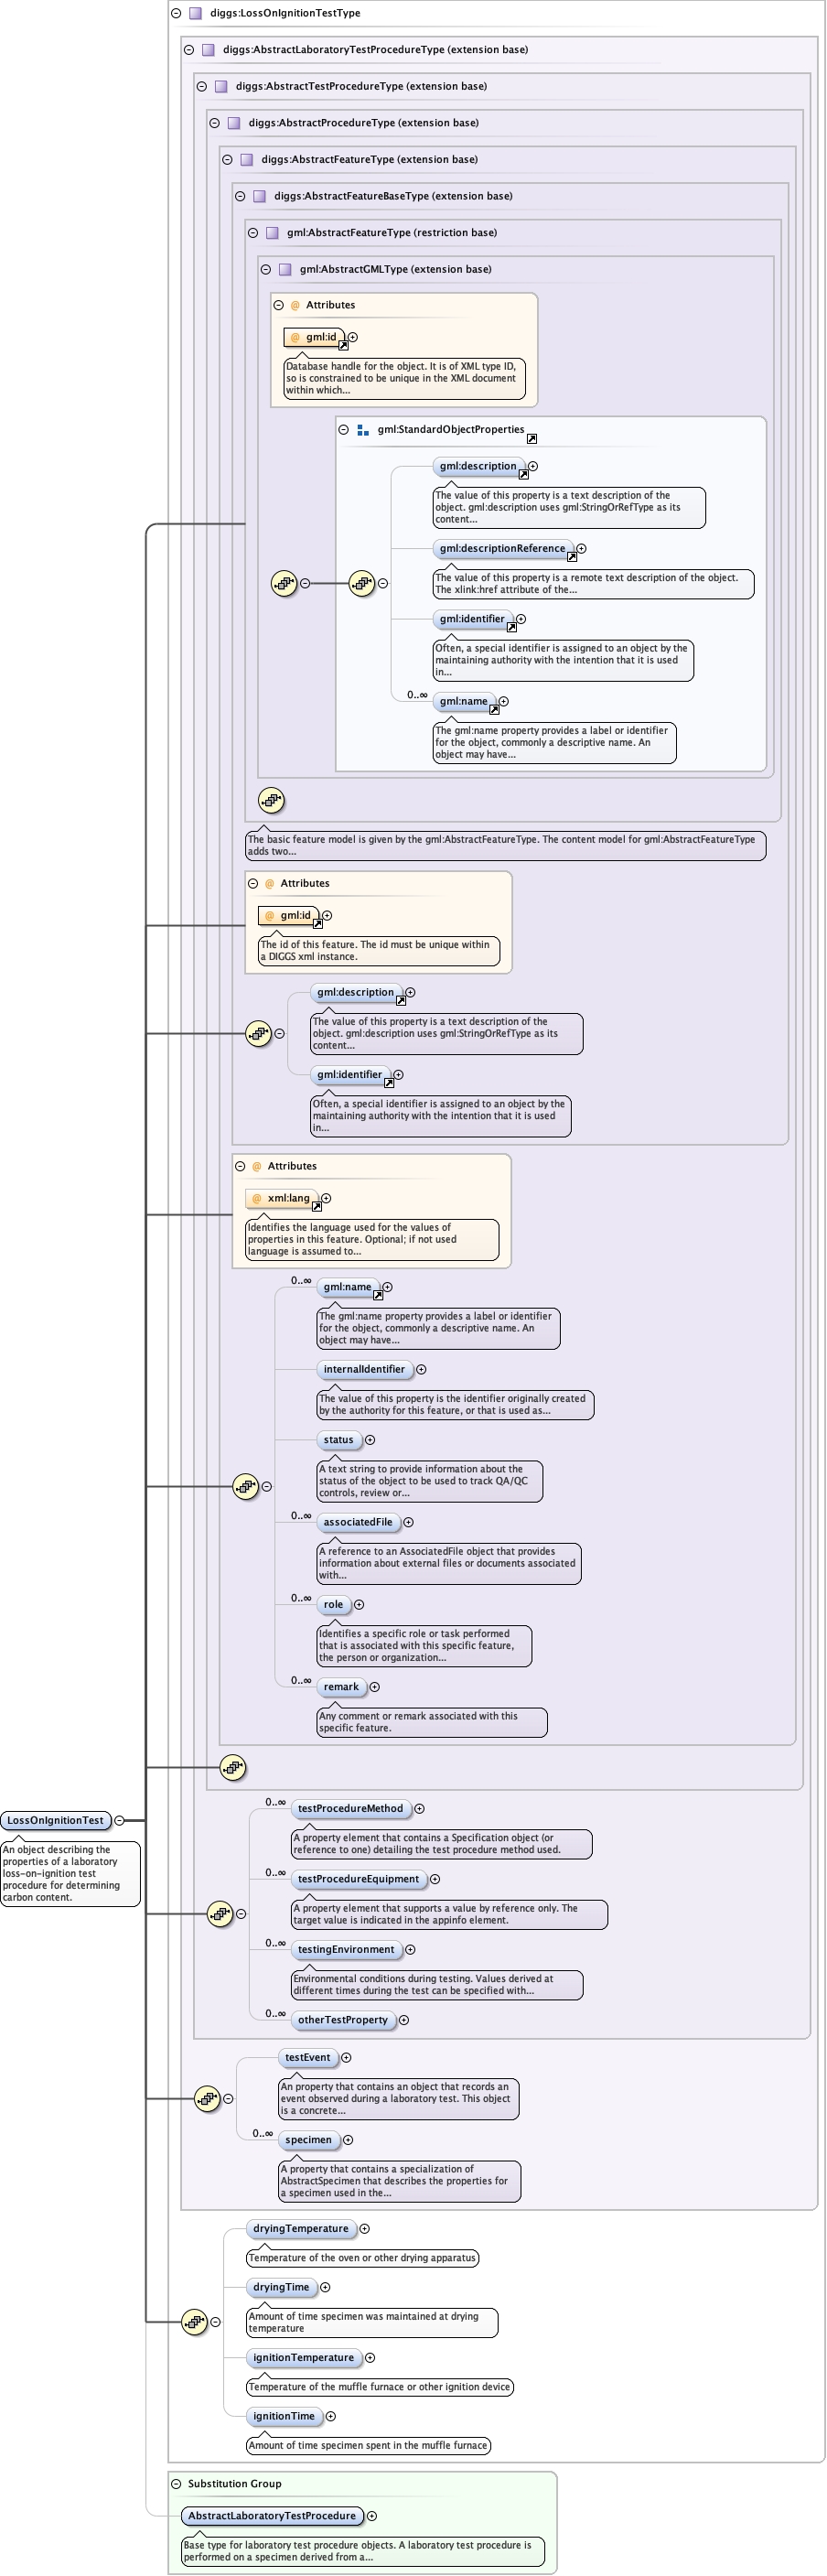 diggs:LossOnIgnitionTestType
diggs:AbstractLaboratoryTestProcedureType (extension base)
diggs:AbstractTestProcedureType (extension base)
diggs:AbstractProcedureType (extension base)
diggs:AbstractFeatureType (extension base)
diggs:AbstractFeatureBaseType (extension base)
gml:AbstractFeatureType (restriction base)
gml:AbstractGMLType (extension base)
@ Attributes
@ gml:id
Database handle for the object. It is of XML type ID,
so is constrained to be unique in the XML document
within which...
gml:StandardObjectProperties
gml:description
The value of this property is a text description of the
object. gml:description uses gml:StringOrRefType as its
content...
gml:descriptionReference
The value of this property is a remote text description of the object.
The xlink:href attribute of the...
gml:identifier
Often, a special identifier is assigned to an object by the
maintaining authority with the intention that it is used
in...
0..∞
gml:name
The gml:name property provides a label or identifier
for the object, commonly a descriptive name. An
object may have...
The basic feature model is given by the gml:AbstractFeatureType. The content model for gml:AbstractFeatureType
adds two...
@ Attributes
@ gml:id
The id of this feature. The id must be unique within
a DIGGS xml instance.
gml:description
The value of this property is a text description of the
object. gml:description uses gml:StringOrRefType as its
content...
gml:identifier
Often, a special identifier is assigned to an object by the
maintaining authority with the intention that it is used
in...
@ Attributes
@ xml:lang
Identifies the language used for the values of
properties in this feature. Optional; if not used
language is assumed to...
0..∞
gml:name
The gml:name property provides a label or identifier
for the object, commonly a descriptive name. An
object may have...
internalIdentifier
The value of this property is the identifier originally created
by the authority for this feature, or that is used as...
status
A text string to provide information about the
status of the object to be used to track QA/QC
controls, review or...
0..∞
associatedFile
A reference to an AssociatedFile object that provides
information about external files or documents associated
with...
0..∞
role
Identifies a specific role or task performed
that is associated with this specific feature,
the person or organization...
0..∞
remark
Any comment or remark associated with this
specific feature.
LossOnIgnitionTest
An object describing the
properties of a laboratory
loss-on-ignition test
procedure for determining
carbon content.
0..∞
testProcedureMethod
A property element that contains a Specification object (or
reference to one) detailing the test procedure method used.
0..∞
testProcedureEquipment
A property element that supports a value by reference only. The
target value is indicated in the appinfo element.
0..∞
testingEnvironment
Environmental conditions during testing. Values derived at
different times during the test can be specified with...
0..∞
otherTestProperty
testEvent
An property that contains an object that records an
event observed during a laboratory test. This object
is a concrete...
0..∞
specimen
A property that contains a specialization of
AbstractSpecimen that describes the properties for
a specimen used in the...
dryingTemperature
Temperature of the oven or other drying apparatus
dryingTime
Amount of time specimen was maintained at drying
temperature
ignitionTemperature
Temperature of the muffle furnace or other ignition device
ignitionTime
Amount of time specimen spent in the muffle furnace
Substitution Group
AbstractLaboratoryTestProcedure
Base type for laboratory test procedure objects. A laboratory test procedure is
performed on a specimen derived from a...